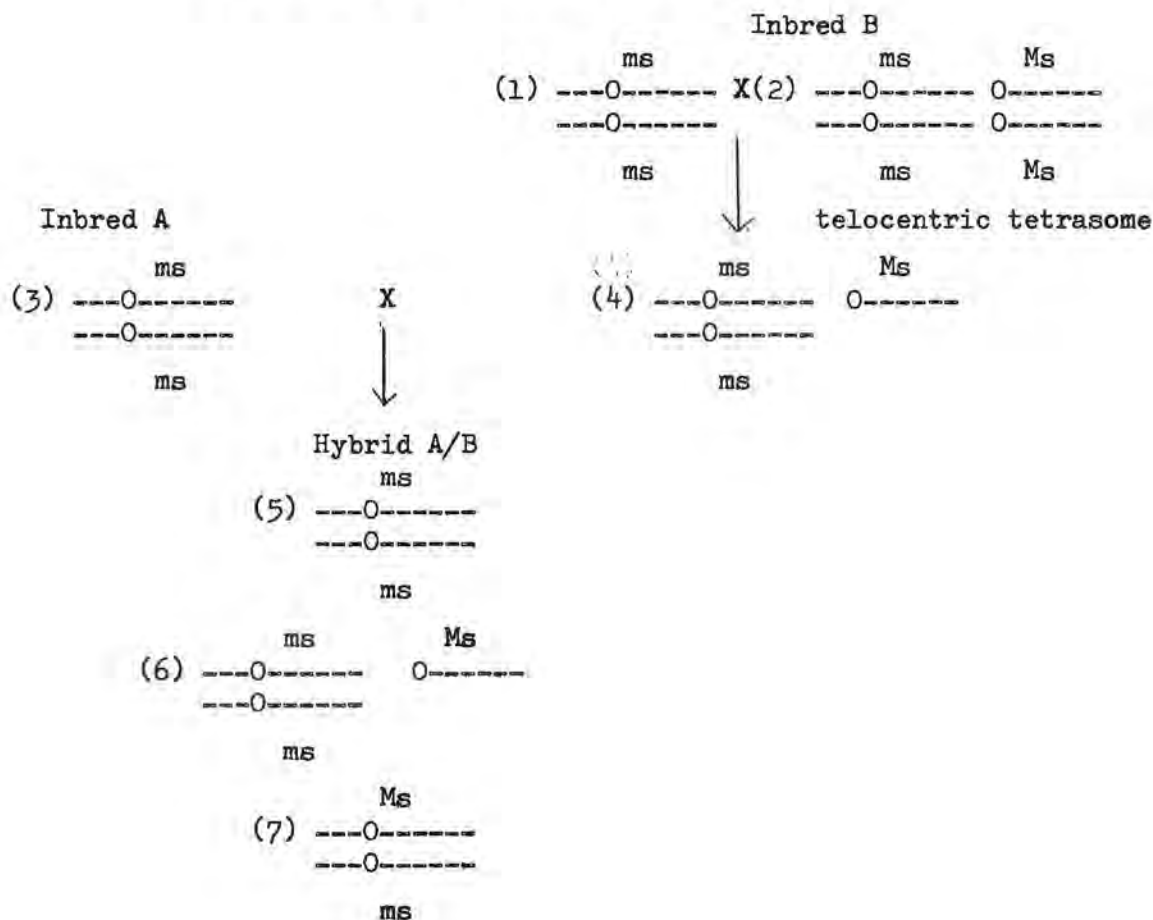 Inbred B
ms ms Ms
(1) ---O------ X(2) ---O------ O------
---O------ ---O------ O------
ms ms Ms
Inbred A telocentric tetrasome
ms ms Ms
(3) ---O------ X (4) ---O------ O------
---O------ ---O------
ms ms
Hybrid A/B
ms
(5) ---O------
---O------
ms
ms Ms
(6) ---O------ O------
---O------
ms
Ms
(7) ---O------
---O------
ms